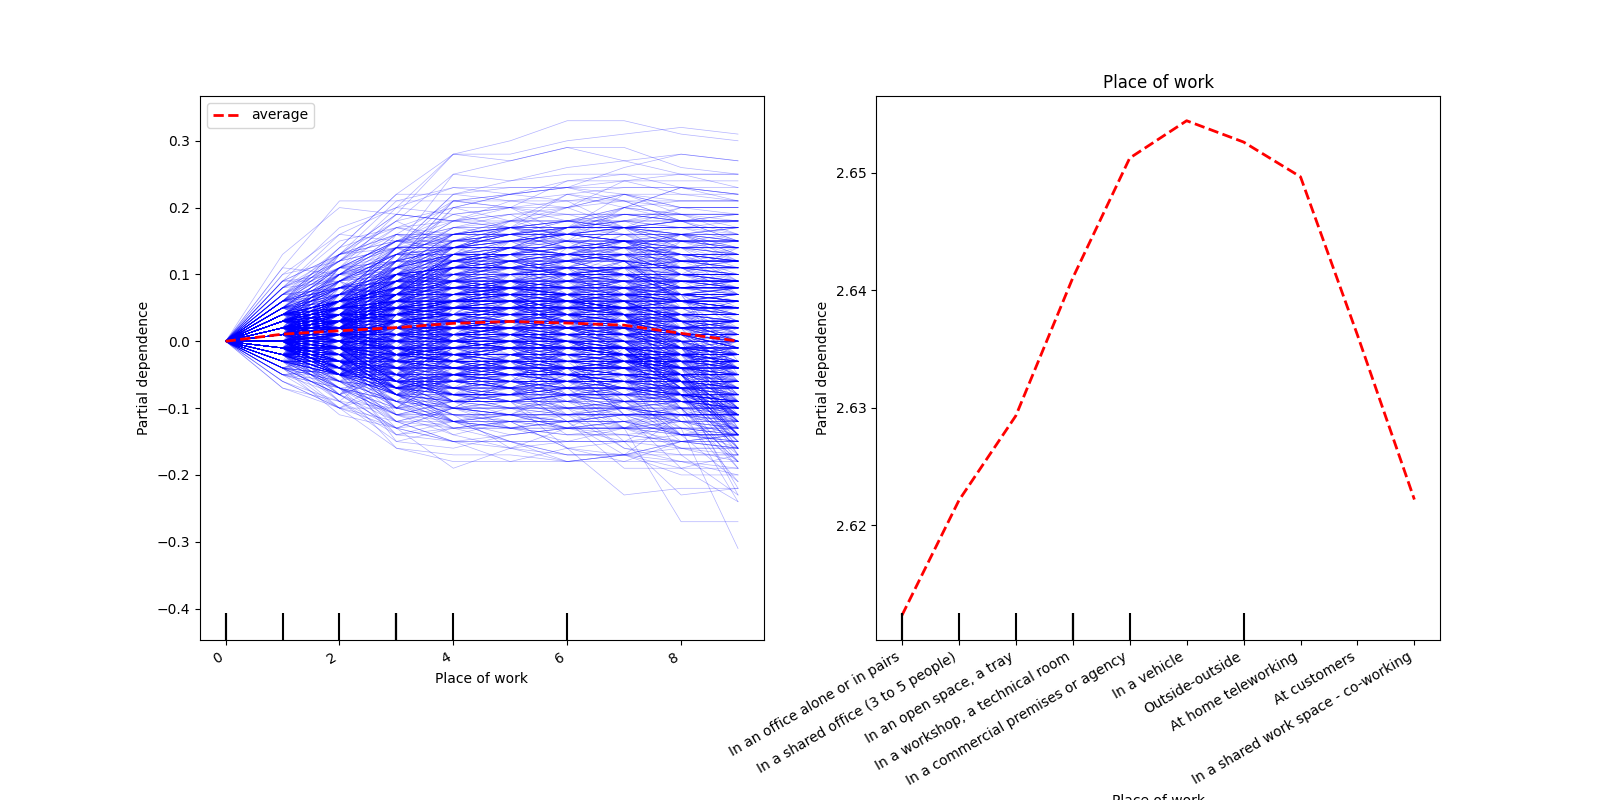 average
0.3
0.2
0.1
0.0
−0.1
−0.2
−0.3
−0.4
Partial dependence
0
2
4
6
8
Place of work
Place of work
2.65
2.64
2.63
2.62
Partial dependence
In an office alone or in pairs
In a shared office (3 to 5 people)
In an open space, a tray
In a workshop, a technical room
In a commercial premises or agency
In a vehicle
Outside-outside
At home teleworking
At customers
In a shared work space - co-working
Place of work